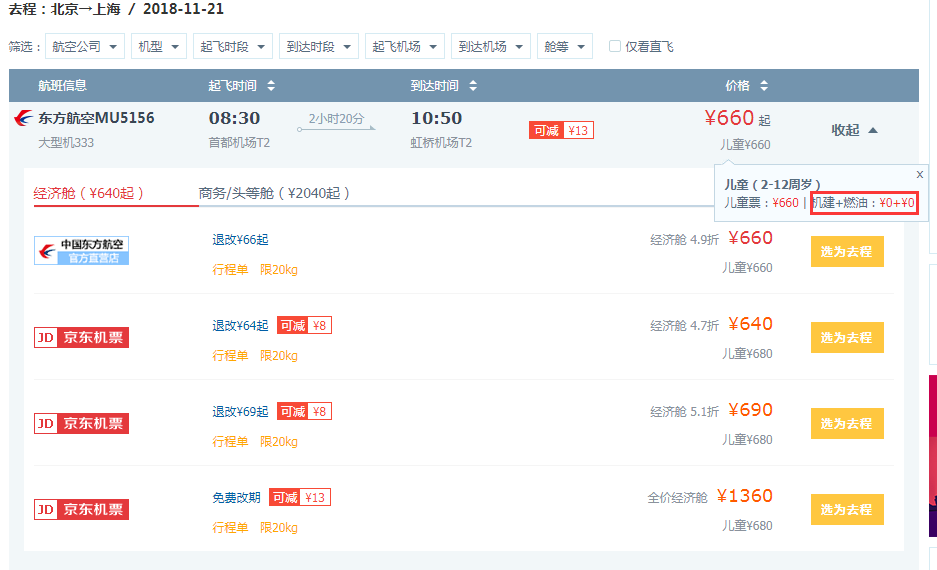 去程：北京→上海 / 2018-11-21
筛选： 航空公司 机型 起飞时段 到达时段 起飞机场 到达机场 舱等 仅看直飞
航班信息 起飞时间 到达时间 价格
东方航空MU5156 08:30 2小时20分 10:50 可减 ¥13 ¥660 起 收起
大型机333 首都机场T2 虹桥机场T2 儿童¥660
x
儿童（2-12周岁）
儿童票：¥660 | 机建+燃油：¥0+¥0
经济舱（¥640起） 商务/头等舱（¥2040起）
中国东方航空
官方直营店
退改¥66起 经济舱 4.9折 ¥660 选为去程
行程单 限20kg 儿童¥660
JD 京东机票 退改¥64起 可减 ¥8 经济舱 4.7折 ¥640 选为去程
行程单 限20kg 儿童¥680
JD 京东机票 退改¥69起 可减 ¥8 经济舱 5.1折 ¥690 选为去程
行程单 限20kg 儿童¥680
JD 京东机票 免费改期 可减 ¥13 全价经济舱 ¥1360 选为去程
行程单 限20kg 儿童¥680